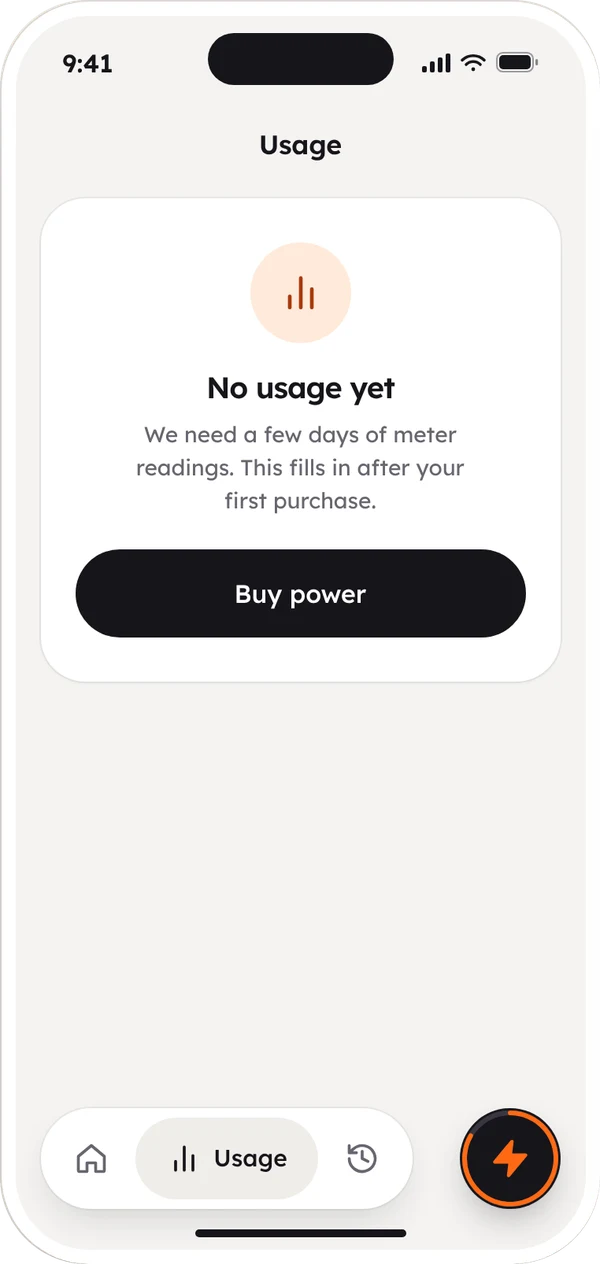 9:41
Usage
No usage yet
We need a few days of meter
readings. This fills in after your
first purchase.
Buy power
Usage